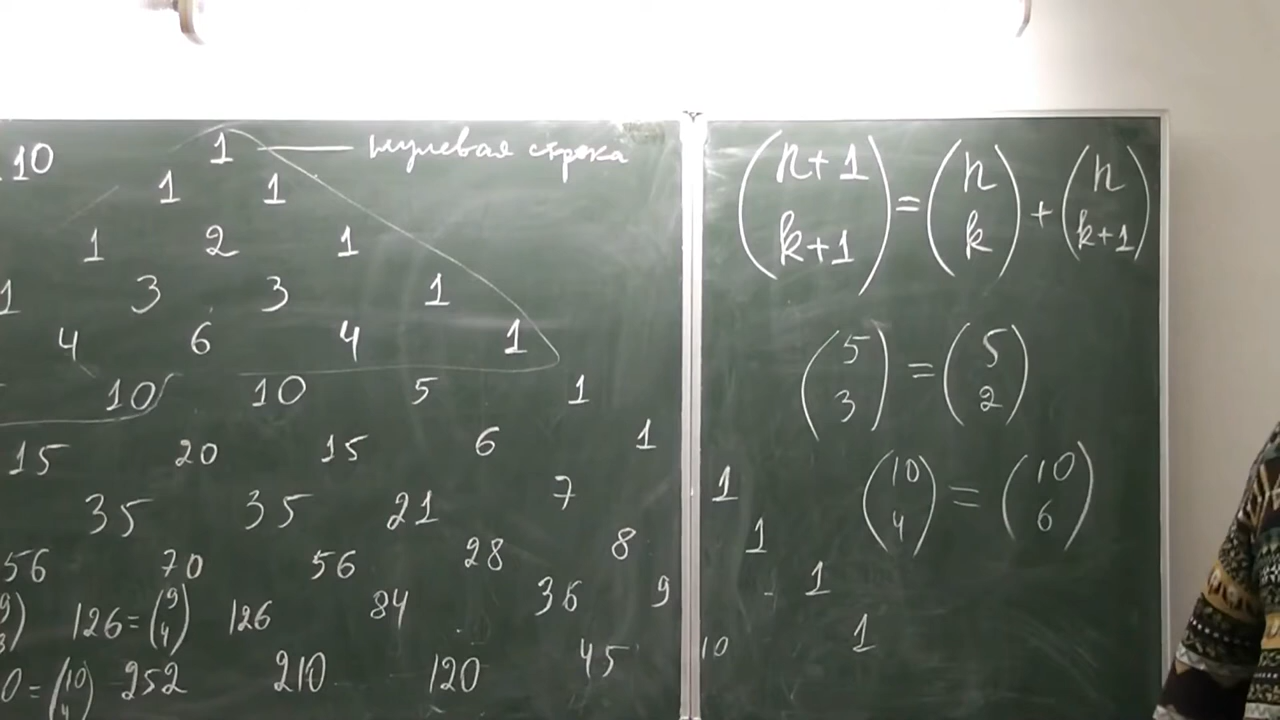 10 1 — нулевая строка
1 1
1 2 1
1 3 3 1
4 6 4 1
10 10 5 1
15 20 15 6 1
35 35 21 7 1
56 70 56 28 8 1
126 = (9 4) 126 84 36 9 1
0 = (10 4) 252 210 120 45 10 1
(n+1 k+1) = (n k) + (n k+1)
(5 3) = (5 2)
(10 4) = (10 6)